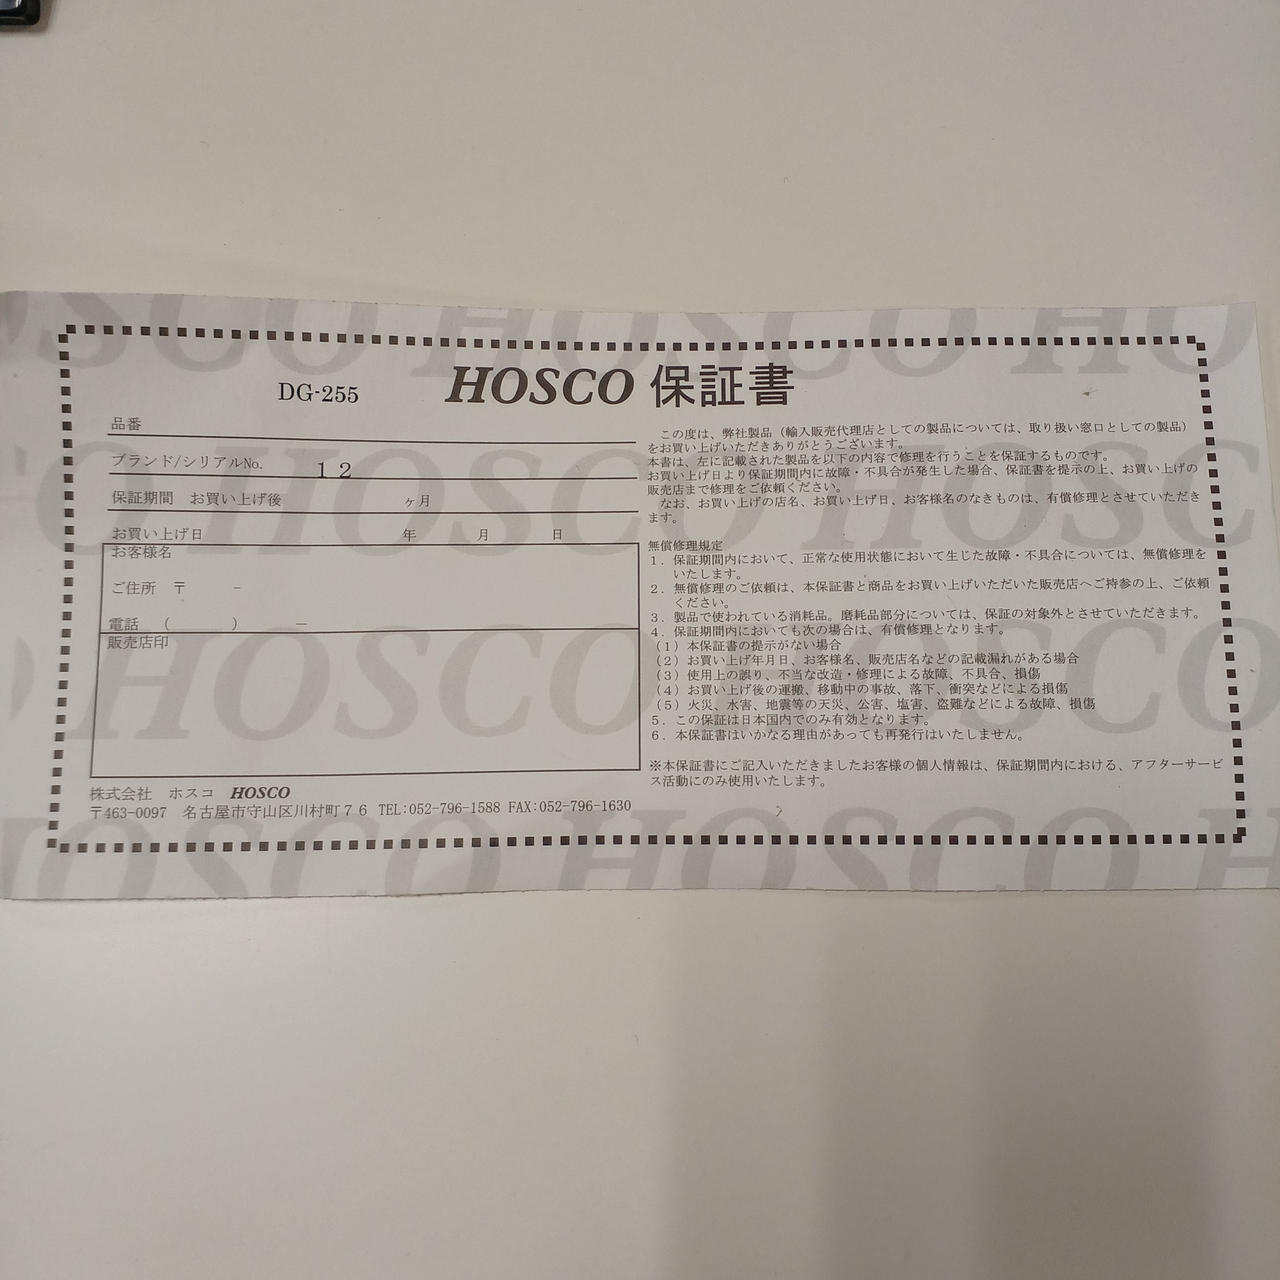 DG-255
HOSCO 保証書
品番
ブランド/シリアルNo.
12
保証期間 お買い上げ後 ヶ月
お買い上げ日 年 月 日
お客様名
ご住所 〒 －
電話 （ ） －
販売店印
株式会社 ホスコ HOSCO
〒463-0097 名古屋市守山区川村町７６ TEL:052-796-1588 FAX:052-796-1630
この度は、弊社製品（輸入販売代理店としての製品については、取り扱い窓口としての製品）
をお買い上げいただきありがとうございます。
本書は、左に記載された製品を以下の内容で修理を行うことを保証するものです。
お買い上げ日より保証期間内に故障・不具合が発生した場合、保証書を提示の上、お買い上げの
販売店まで修理をご依頼ください。
なお、お買い上げの店名、お買い上げ日、お客様名のなきものは、有償修理とさせていただき
ます。
無償修理規定
１．保証期間内において、正常な使用状態において生じた故障・不具合については、無償修理を
いたします。
２．無償修理のご依頼は、本保証書と商品をお買い上げいただいた販売店へご持参の上、ご依頼
ください。
３．製品で使われている消耗品。磨耗品部分については、保証の対象外とさせていただきます。
４．保証期間内においても次の場合は、有償修理となります。
（１）本保証書の提示がない場合
（２）お買い上げ年月日、お客様名、販売店名などの記載漏れがある場合
（３）使用上の誤り、不当な改造・修理による故障、不具合、損傷
（４）お買い上げ後の運搬、移動中の事故、落下、衝突などによる損傷
（５）火災、水害、地震等の天災、公害、塩害、盗難などによる故障、損傷
５．この保証は日本国内でのみ有効となります。
６．本保証書はいかなる理由があっても再発行はいたしません。
※本保証書にご記入いただきましたお客様の個人情報は、保証期間内における、アフターサービ
ス活動にのみ使用いたします。